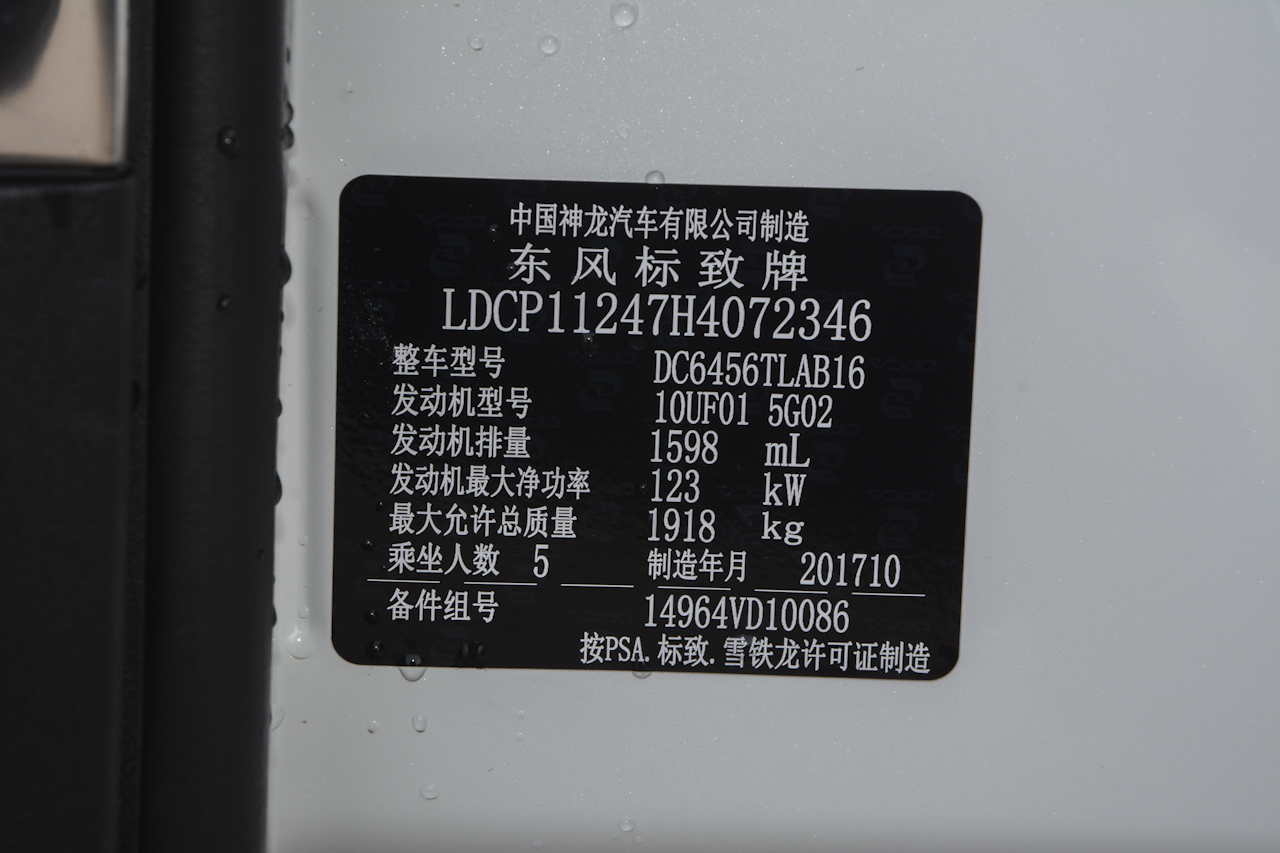 中国神龙汽车有限公司制造
东风标致牌
LDCP11247H4072346
整车型号 DC6456TLAB16
发动机型号 10UF01 5G02
发动机排量 1598 mL
发动机最大净功率 123 kW
最大允许总质量 1918 kg
乘坐人数 5 制造年月 201710
备件组号 14964VD10086
按PSA.标致.雪铁龙许可证制造